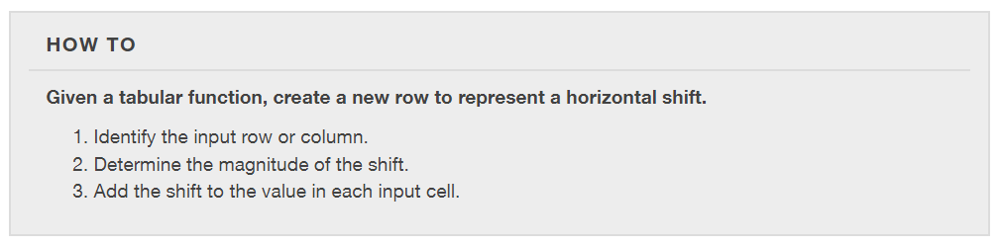 HOW TO
Given a tabular function, create a new row to represent a horizontal shift.
1. Identify the input row or column.
2. Determine the magnitude of the shift.
3. Add the shift to the value in each input cell.